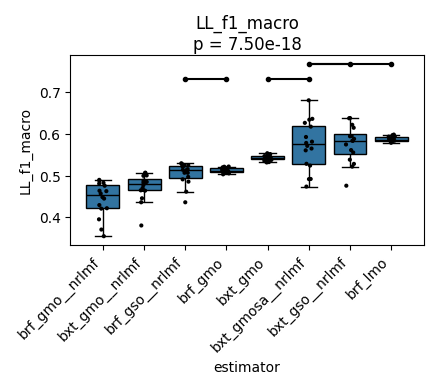 LL_f1_macro
p = 7.50e-18
LL_f1_macro
0.7
0.6
0.5
0.4
brf_gmo__nrlmf
bxt_gmo__nrlmf
brf_gso__nrlmf
brf_gmo
bxt_gmo
bxt_gmosa__nrlmf
bxt_gso__nrlmf
brf_lmo
estimator